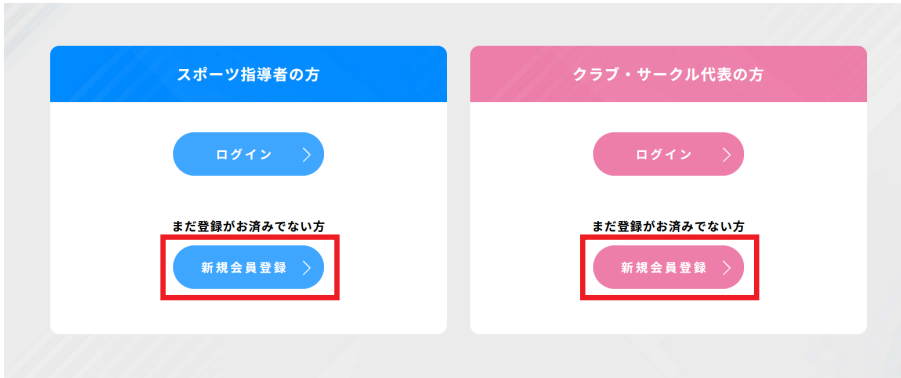 スポーツ指導者の方
ログイン
まだ登録がお済みでない方
新規会員登録
クラブ・サークル代表の方
ログイン
まだ登録がお済みでない方
新規会員登録